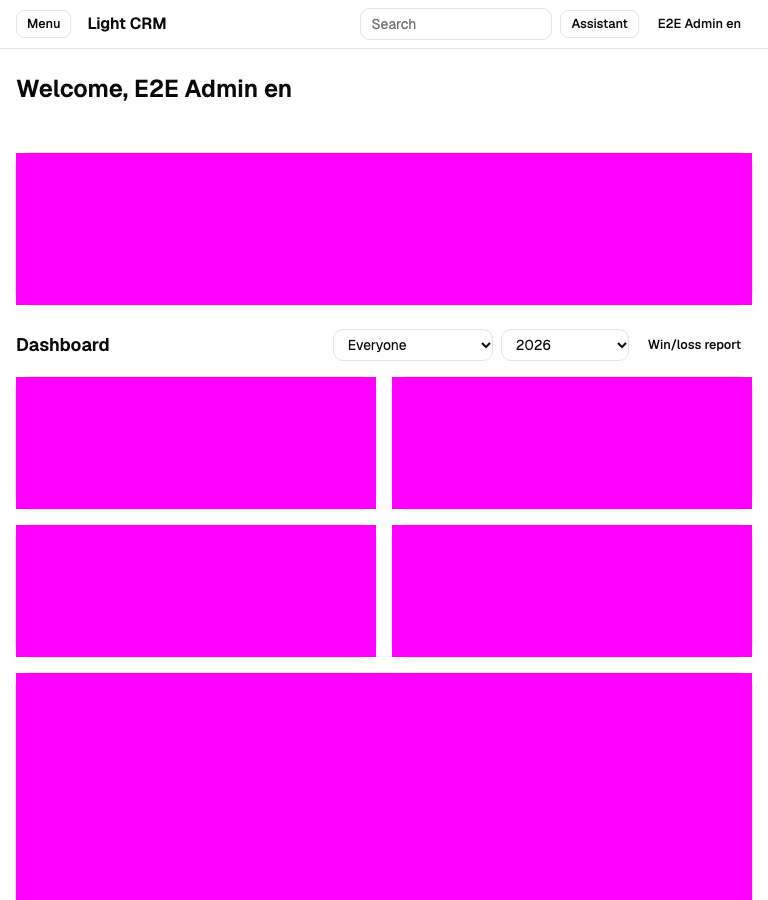 Menu Light CRM Search Assistant E2E Admin en
Welcome, E2E Admin en
Dashboard Everyone 2026 Win/loss report